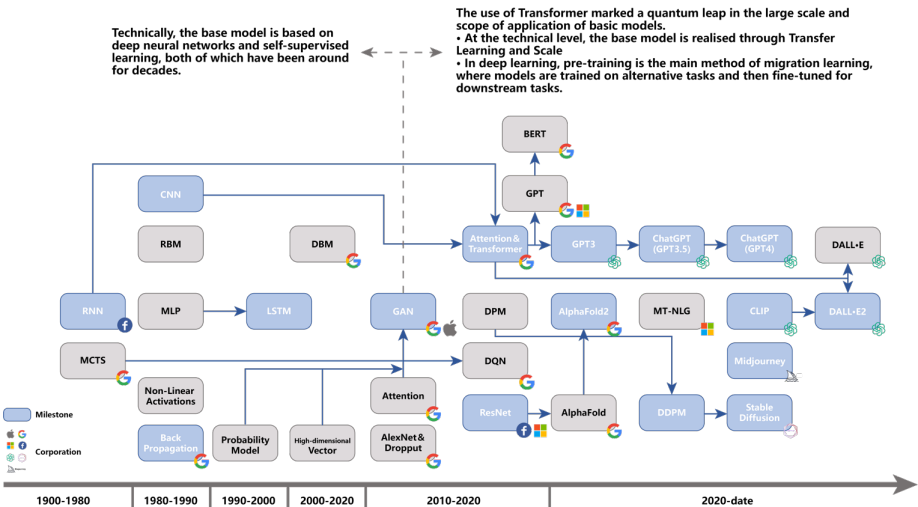 Technically, the base model is based on
deep neural networks and self-supervised
learning, both of which have been around
for decades.
The use of Transformer marked a quantum leap in the large scale and
scope of application of basic models.
• At the technical level, the base model is realised through Transfer
Learning and Scale
• In deep learning, pre-training is the main method of migration learning,
where models are trained on alternative tasks and then fine-tuned for
downstream tasks.
BERT
CNN
GPT
RBM
DBM
Attention &
Transformer
GPT3
ChatGPT
(GPT3.5)
ChatGPT
(GPT4)
DALL•E
RNN
MLP
LSTM
GAN
DPM
AlphaFold2
MT-NLG
CLIP
DALL•E2
MCTS
DQN
Midjourney
Non-Linear
Activations
Attention
ResNet
AlphaFold
DDPM
Stable
Diffusion
Milestone
Corporation
Back
Propagation
Probability
Model
High-dimensional
Vector
AlexNet &
Dropput
1900-1980
1980-1990
1990-2000
2000-2020
2010-2020
2020-date